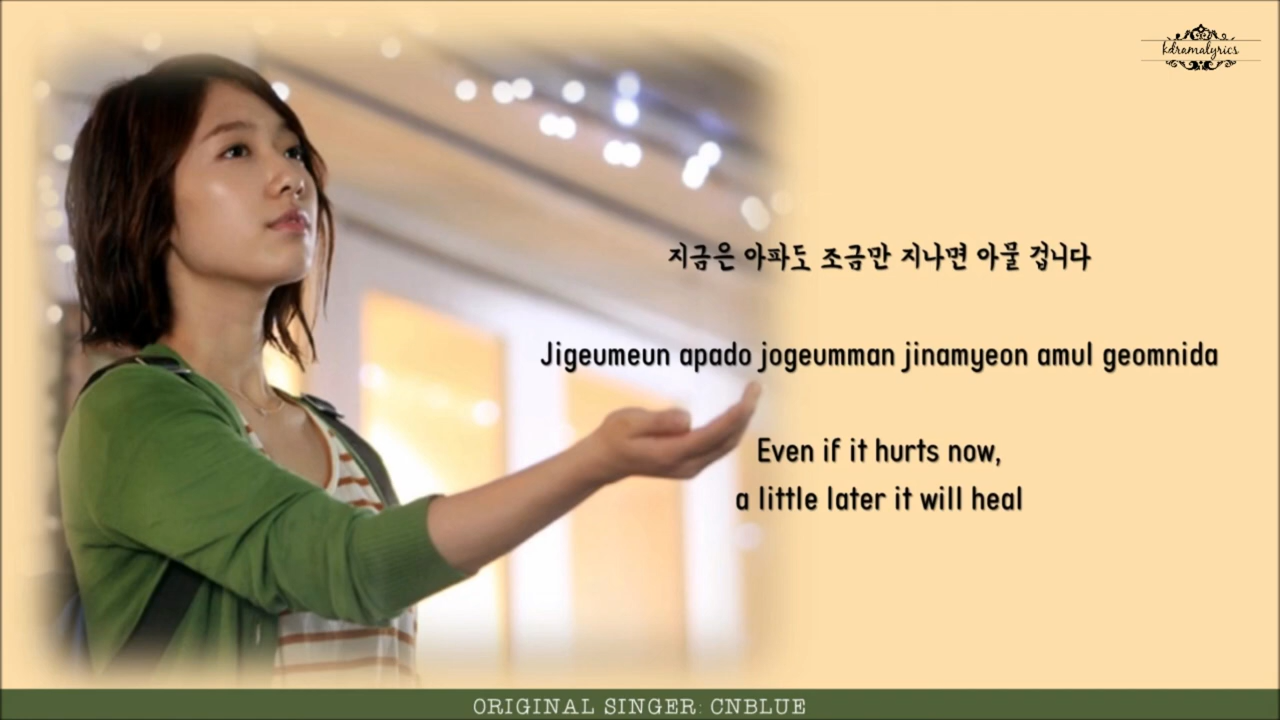 kdramalyrics
지금은 아파도 조금만 지나면 아물 겁니다
Jigeumeun apado jogeumman jinamyeon amul geomnida
Even if it hurts now,
a little later it will heal
ORIGINAL SINGER: CNBLUE